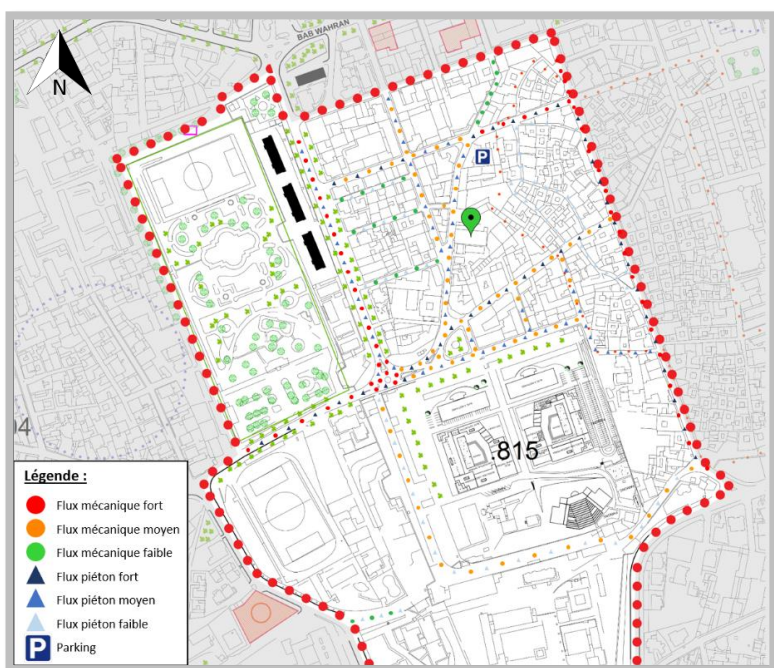 BAB WAHRAN
N
P
815
04
Légende :
Flux mécanique fort
Flux mécanique moyen
Flux mécanique faible
Flux piéton fort
Flux piéton moyen
Flux piéton faible
P Parking